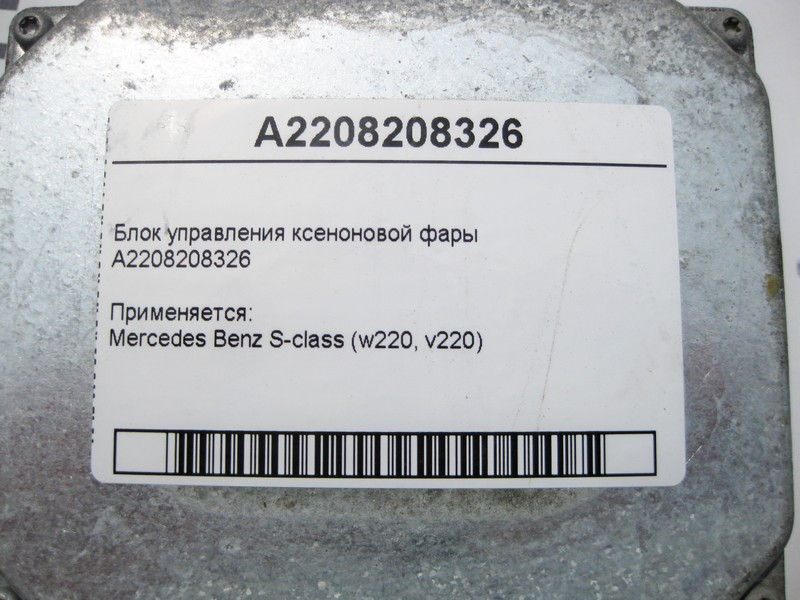 A2208208326
Блок управления ксеноновой фары
A2208208326
Применяется:
Mercedes Benz S-class (w220, v220)